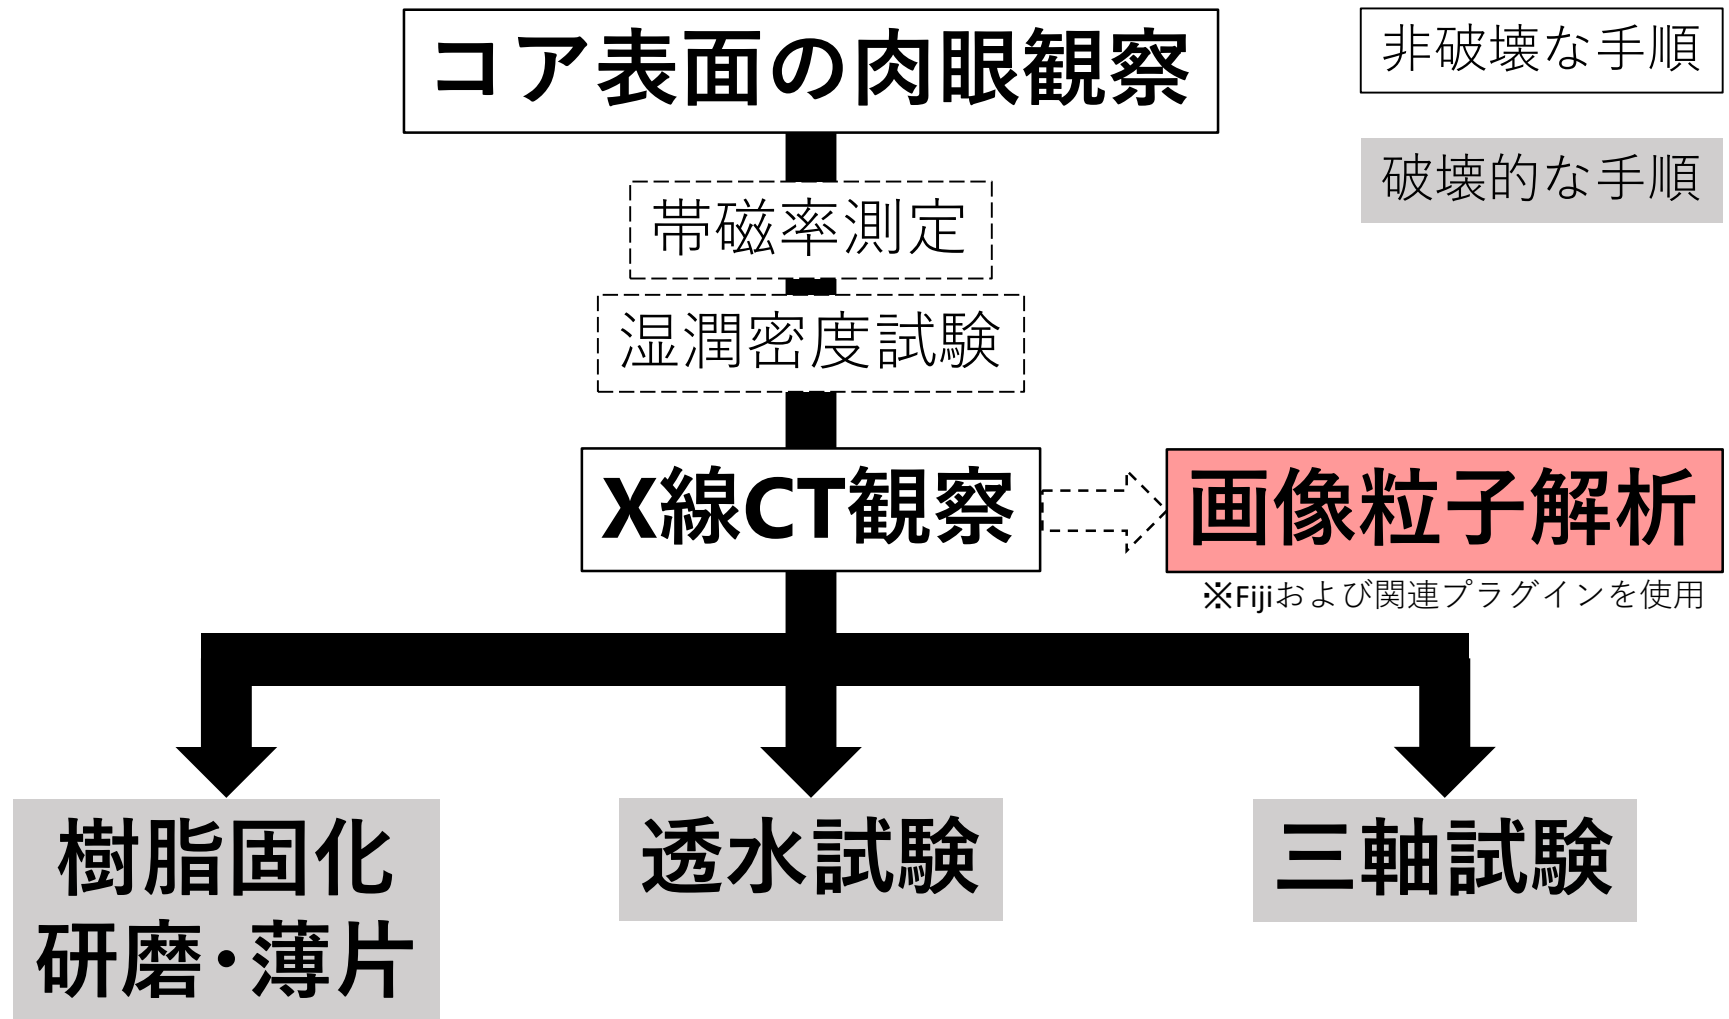 コア表面の肉眼観察
非破壊な手順
破壊的な手順
帯磁率測定
湿潤密度試験
X線CT観察
画像粒子解析
※Fijiおよび関連プラグインを使用
樹脂固化
研磨・薄片
透水試験
三軸試験